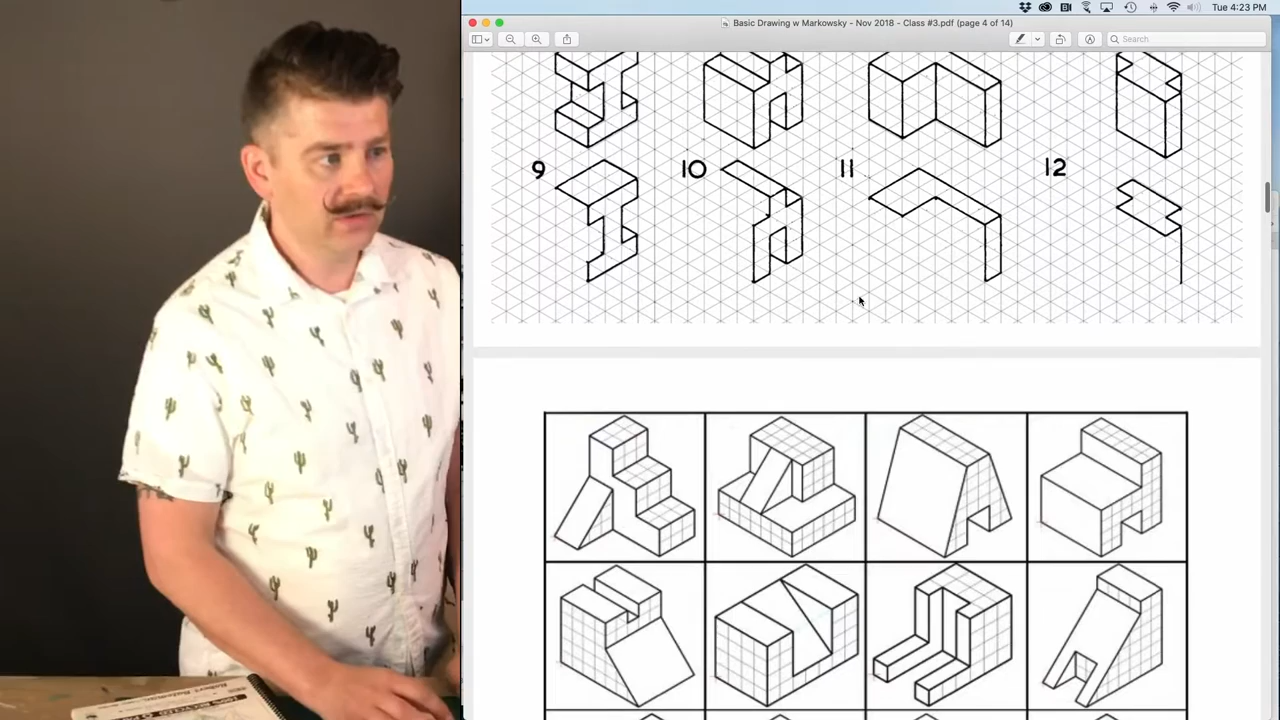 Tue 4:23 PM
Basic Drawing w Markowsky - Nov 2018 - Class #3.pdf (page 4 of 14)
Search
9
10
11
12